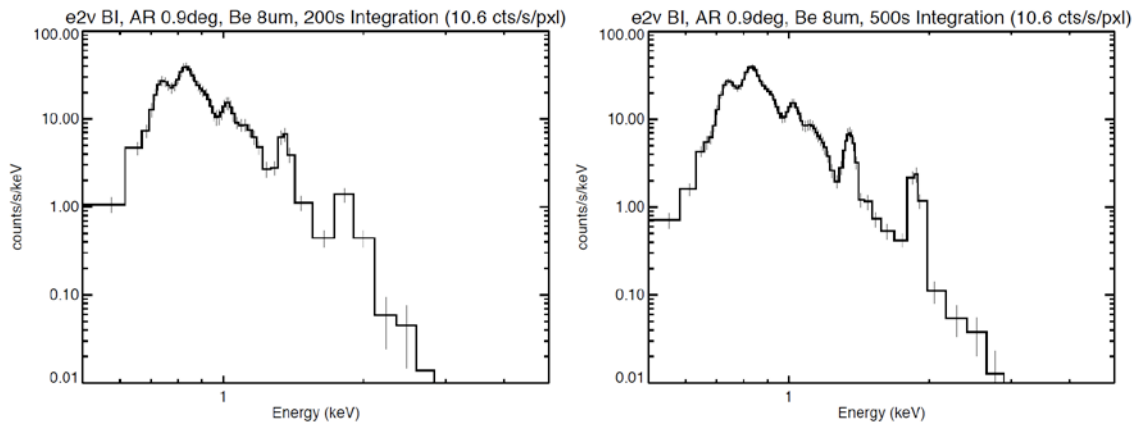 e2v BI, AR 0.9deg, Be 8um, 200s Integration (10.6 cts/s/pxl)
100.00
10.00
1.00
0.10
0.01
counts/s/keV
1
Energy (keV)
e2v BI, AR 0.9deg, Be 8um, 500s Integration (10.6 cts/s/pxl)
100.00
10.00
1.00
0.10
0.01
counts/s/keV
1
Energy (keV)